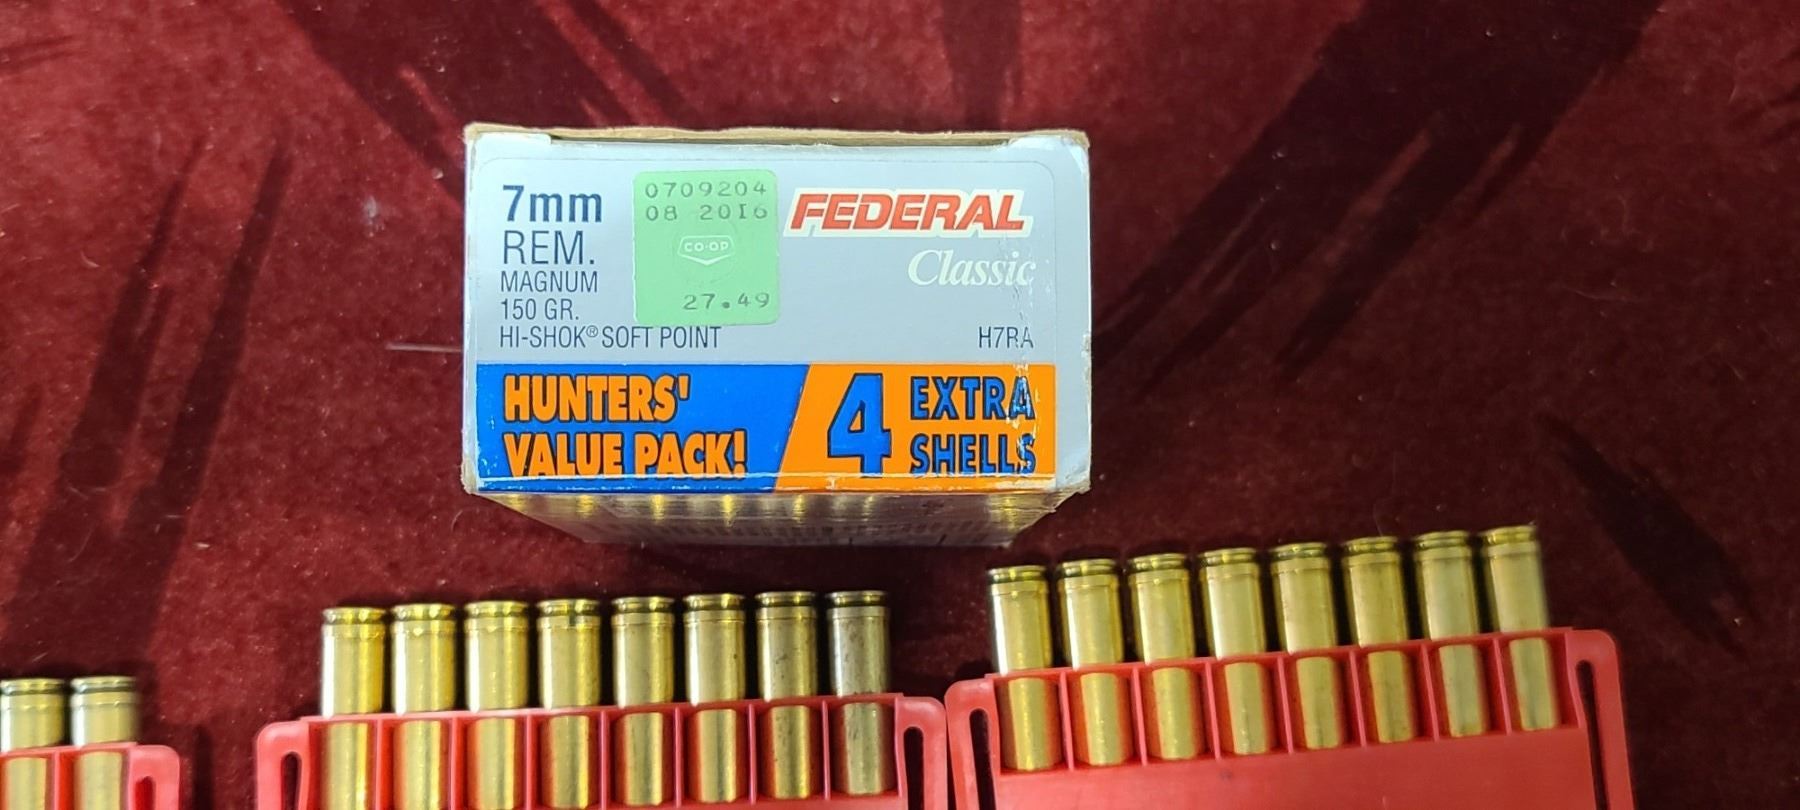 7mm
REM.
MAGNUM
150 GR.
HI-SHOK® SOFT POINT
0709204
08 2016
CO-OP
27.49
FEDERAL
Classic
H7RA
HUNTERS'
VALUE PACK!
4 EXTRA
SHELLS